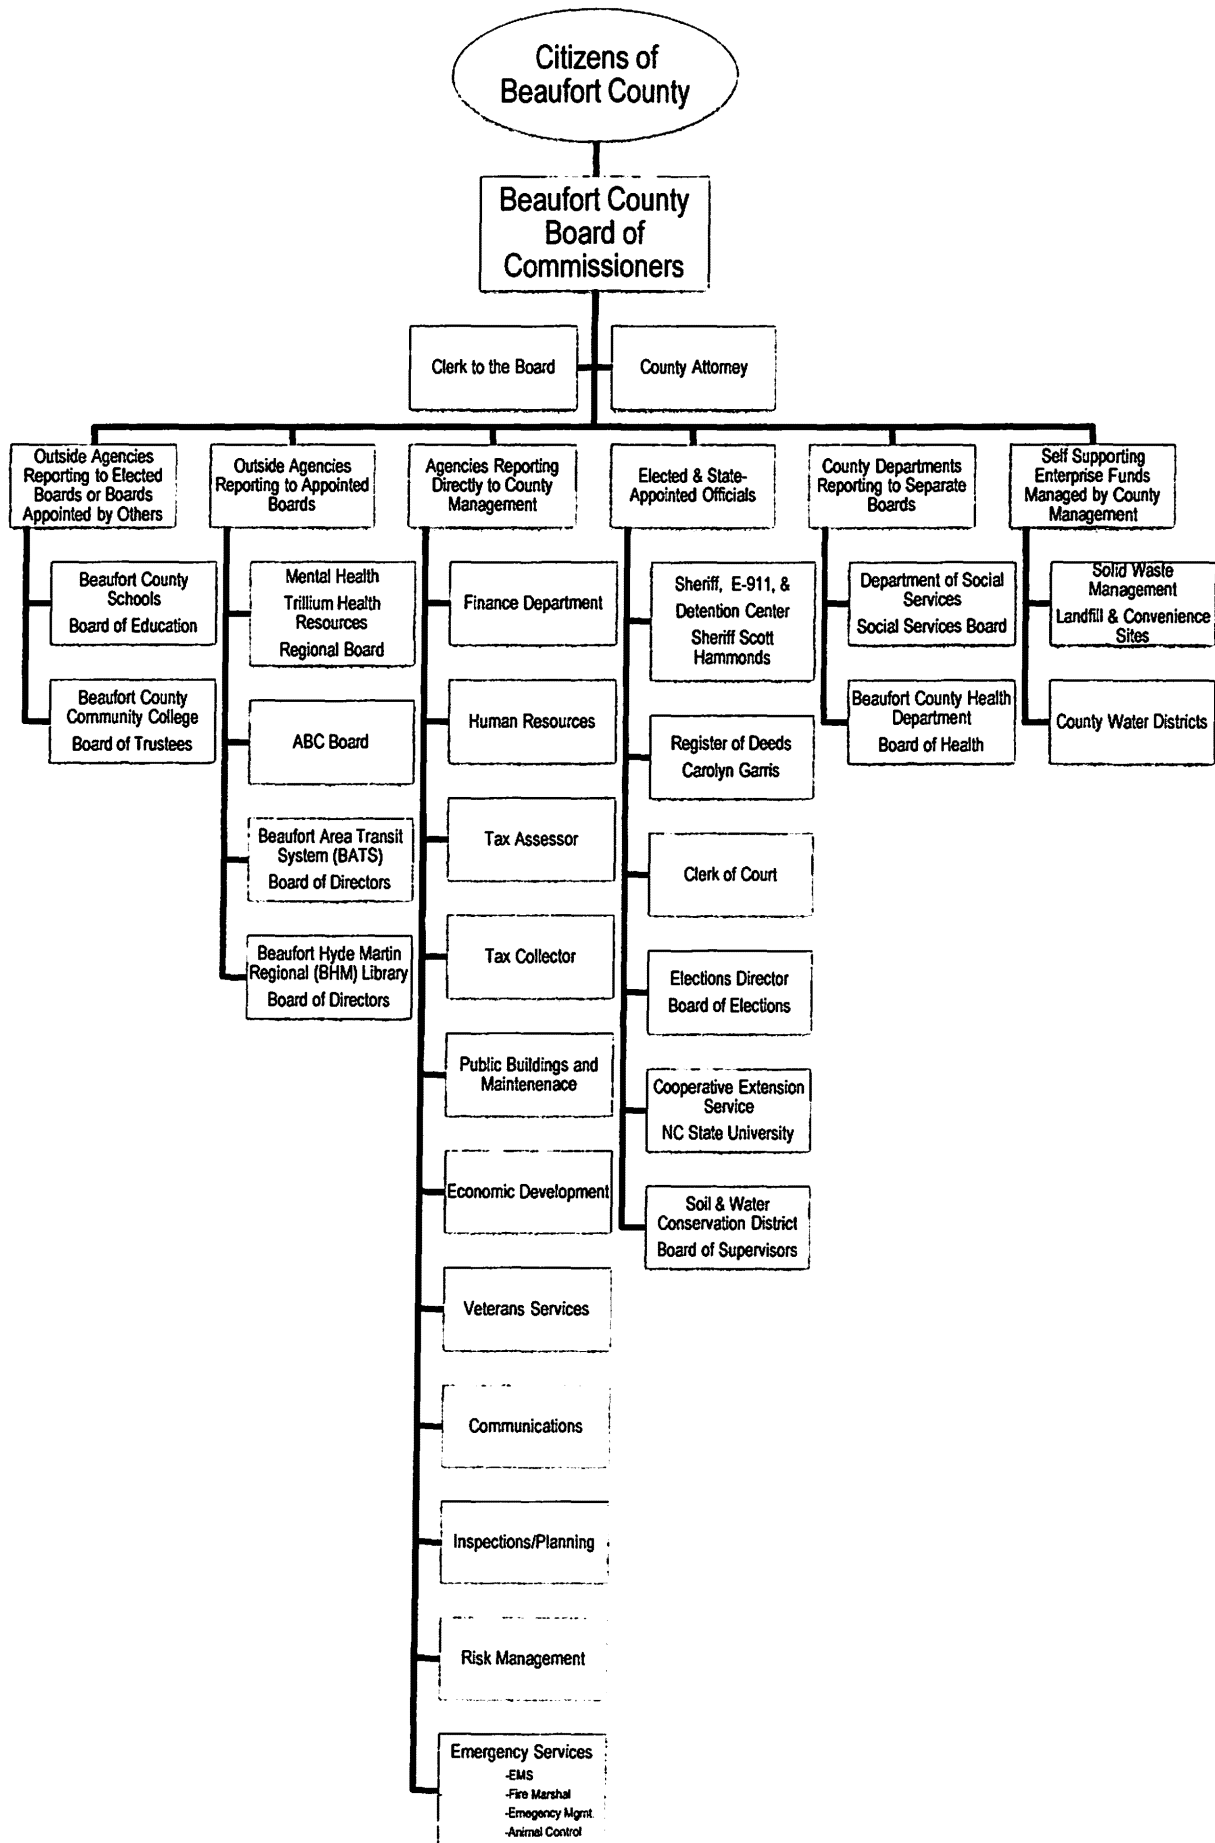 Citizens of
Beaufort County
Beaufort County
Board of
Commissioners
Clerk to the Board
County Attorney
Outside Agencies
Reporting to Elected
Boards or Boards
Appointed by Others
Beaufort County
Schools
Board of Education
Beaufort County
Community College
Board of Trustees
Outside Agencies
Reporting to Appointed
Boards
Mental Health
Trillium Health
Resources
Regional Board
ABC Board
Beaufort Area Transit
System (BATS)
Board of Directors
Beaufort Hyde Martin
Regional (BHM) Library
Board of Directors
Agencies Reporting
Directly to County
Management
Finance Department
Human Resources
Tax Assessor
Tax Collector
Public Buildings and
Maintenenace
Economic Development
Veterans Services
Communications
Inspections/Planning
Risk Management
Emergency Services
-EMS
-Fire Marshal
-Emegency Mgmt.
-Animal Control
Elected & State-
Appointed Officials
Sheriff, E-911, &
Detention Center
Sheriff Scott
Hammonds
Register of Deeds
Carolyn Garris
Clerk of Court
Elections Director
Board of Elections
Cooperative Extension
Service
NC State University
Soil & Water
Conservation District
Board of Supervisors
County Departments
Reporting to Separate
Boards
Department of Social
Services
Social Services Board
Beaufort County Health
Department
Board of Health
Self Supporting
Enterprise Funds
Managed by County
Management
Solid Waste
Management
Landfill & Convenience
Sites
County Water Districts